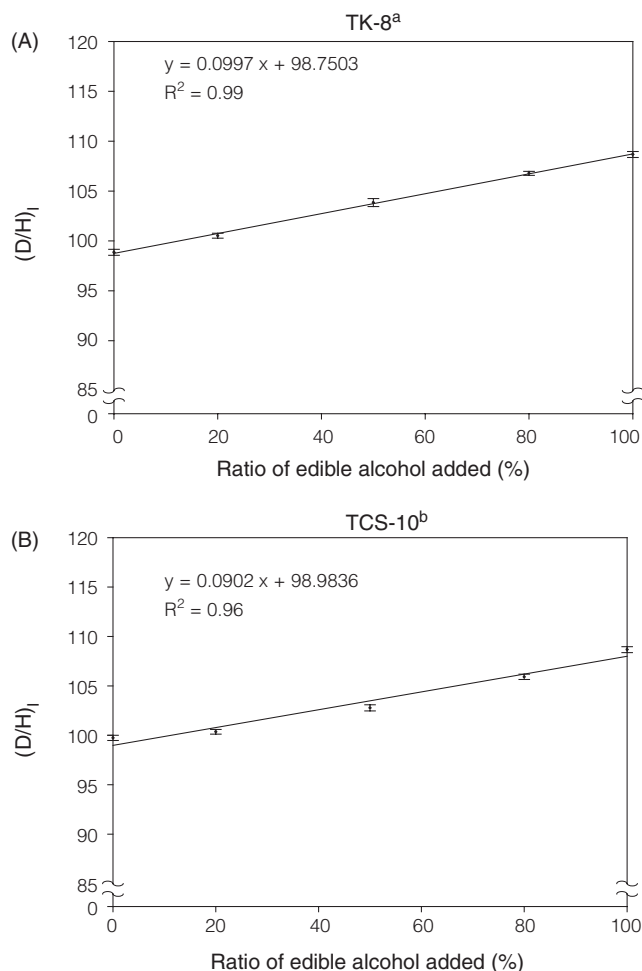 (A)
TK-8ᵃ
y = 0.0997 x + 98.7503
R² = 0.99
120
115
110
105
100
95
90
85
0
(D/H)I
0 20 40 60 80 100
Ratio of edible alcohol added (%)
(B)
TCS-10ᵇ
y = 0.0902 x + 98.9836
R² = 0.96
120
115
110
105
100
95
90
85
0
(D/H)I
0 20 40 60 80 100
Ratio of edible alcohol added (%)